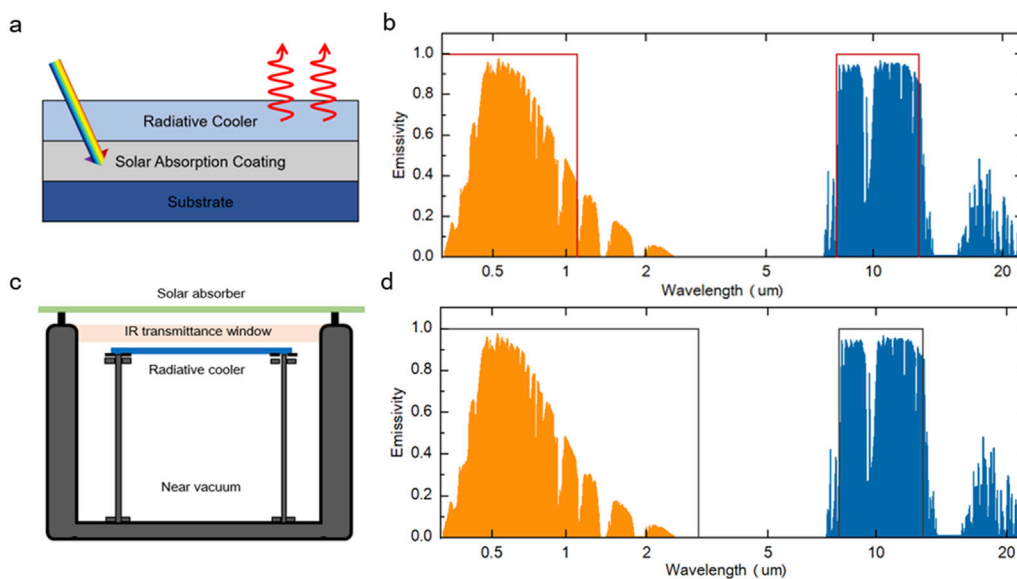 a
Radiative Cooler
Solar Absorption Coating
Substrate
b
1.0
0.8
0.6
0.4
0.2
0.0
Emissivity
0.5 1 2 5 10 20
Wavelength ( um)
c
Solar absorber
IR transmittance window
Radiative cooler
Near vacuum
d
1.0
0.8
0.6
0.4
0.2
0.0
Emissivity
0.5 1 2 5 10 20
Wavelength ( um)